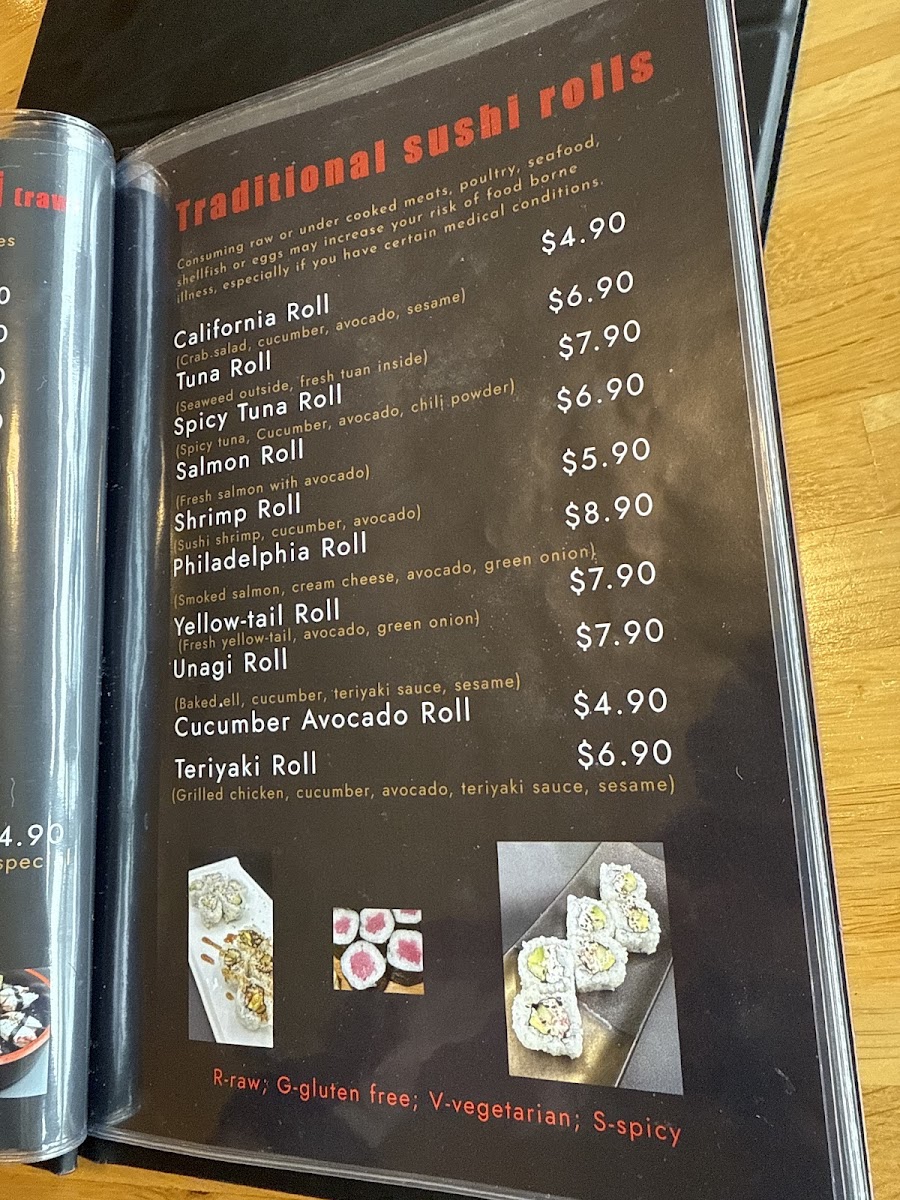 Traditional sushi rolls
Consuming raw or under cooked meats, poultry, seafood,
shellfish or eggs may increase your risk of food borne
illness, especially if you have certain medical conditions.
California Roll $4.90
(Crab salad, cucumber, avocado, sesame)
Tuna Roll $6.90
(Seaweed outside, fresh tuan inside)
Spicy Tuna Roll $7.90
(Spicy tuna, Cucumber, avocado, chili powder)
Salmon Roll $6.90
(Fresh salmon with avocado)
Shrimp Roll $5.90
(Sushi shrimp, cucumber, avocado)
Philadelphia Roll $8.90
(Smoked salmon, cream cheese, avocado, green onion)
Yellow-tail Roll $7.90
(Fresh yellow-tail, avocado, green onion)
Unagi Roll $7.90
(Baked ell, cucumber, teriyaki sauce, sesame)
Cucumber Avocado Roll $4.90
Teriyaki Roll $6.90
(Grilled chicken, cucumber, avocado, teriyaki sauce, sesame)
R-raw; G-gluten free; V-vegetarian; S-spicy
(raw
4.90
special